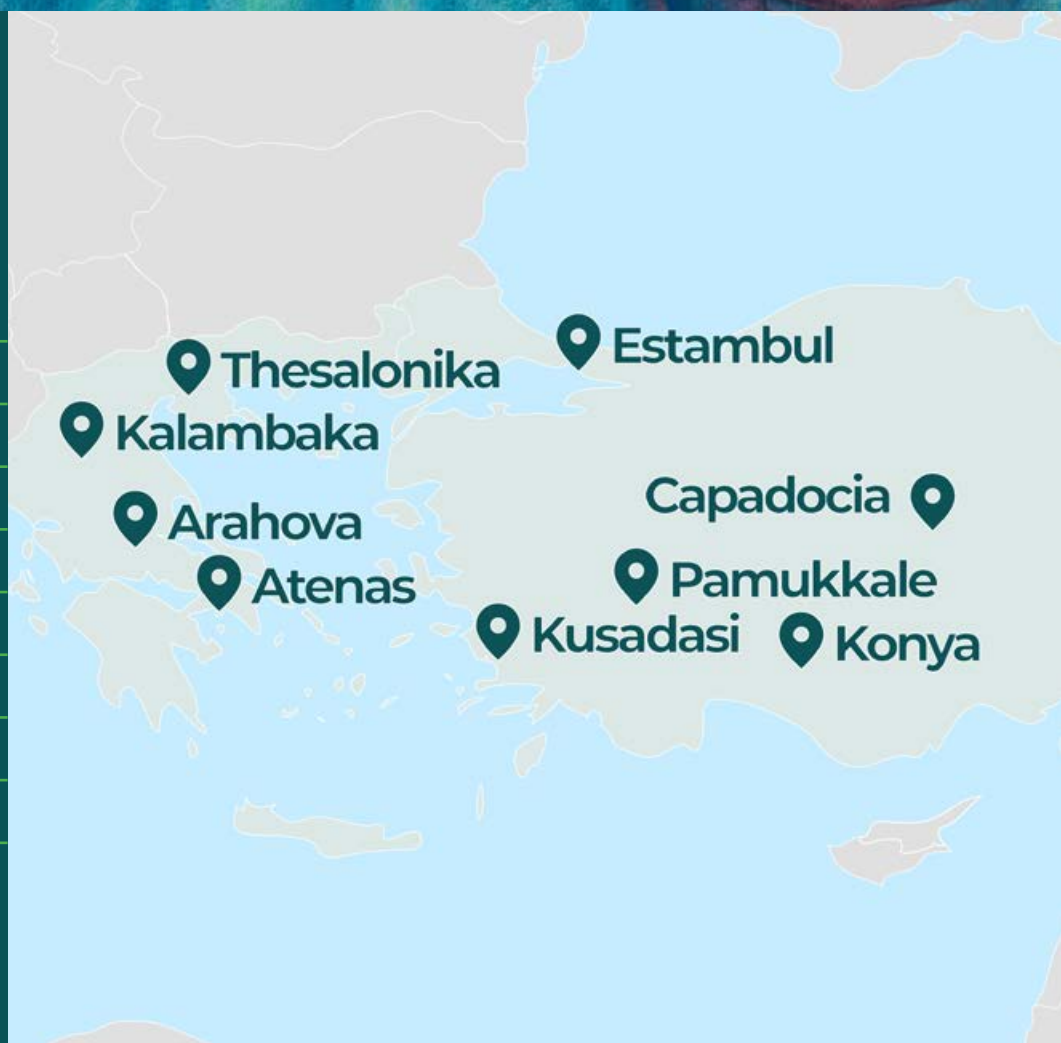 Estambul
Thesalonika
Kalambaka
Capadocia
Arahova
Pamukkale
Atenas
Kusadasi
Konya